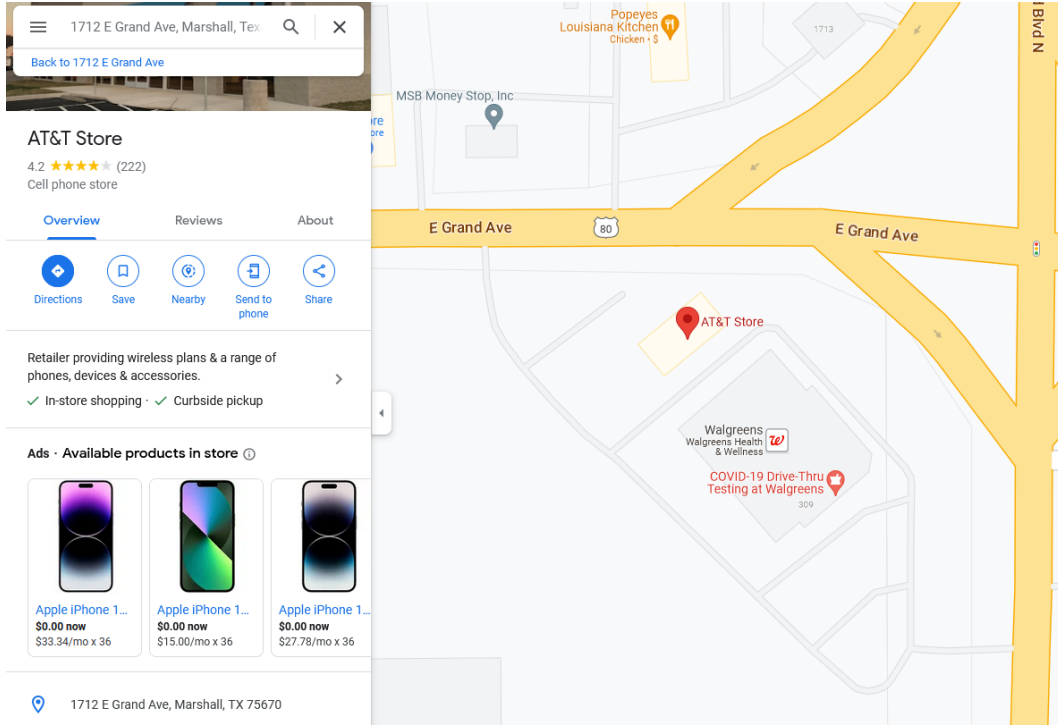 1712 E Grand Ave, Marshall, Tex
Back to 1712 E Grand Ave
AT&T Store
4.2 ★★★★★ (222)
Cell phone store
Overview Reviews About
Directions Save Nearby Send to phone Share
Retailer providing wireless plans & a range of
phones, devices & accessories.
In-store shopping · Curbside pickup
Ads · Available products in store
Apple iPhone 1... Apple iPhone 1... Apple iPhone 1...
$0.00 now $0.00 now $0.00 now
$33.34/mo x 36 $15.00/mo x 36 $27.78/mo x 36
1712 E Grand Ave, Marshall, TX 75670
Popeyes
Louisiana Kitchen
Chicken · $
1713
Blvd N
MSB Money Stop, Inc
E Grand Ave
80
E Grand Ave
AT&T Store
Walgreens
Walgreens Health
& Wellness
COVID-19 Drive-Thru
Testing at Walgreens
309